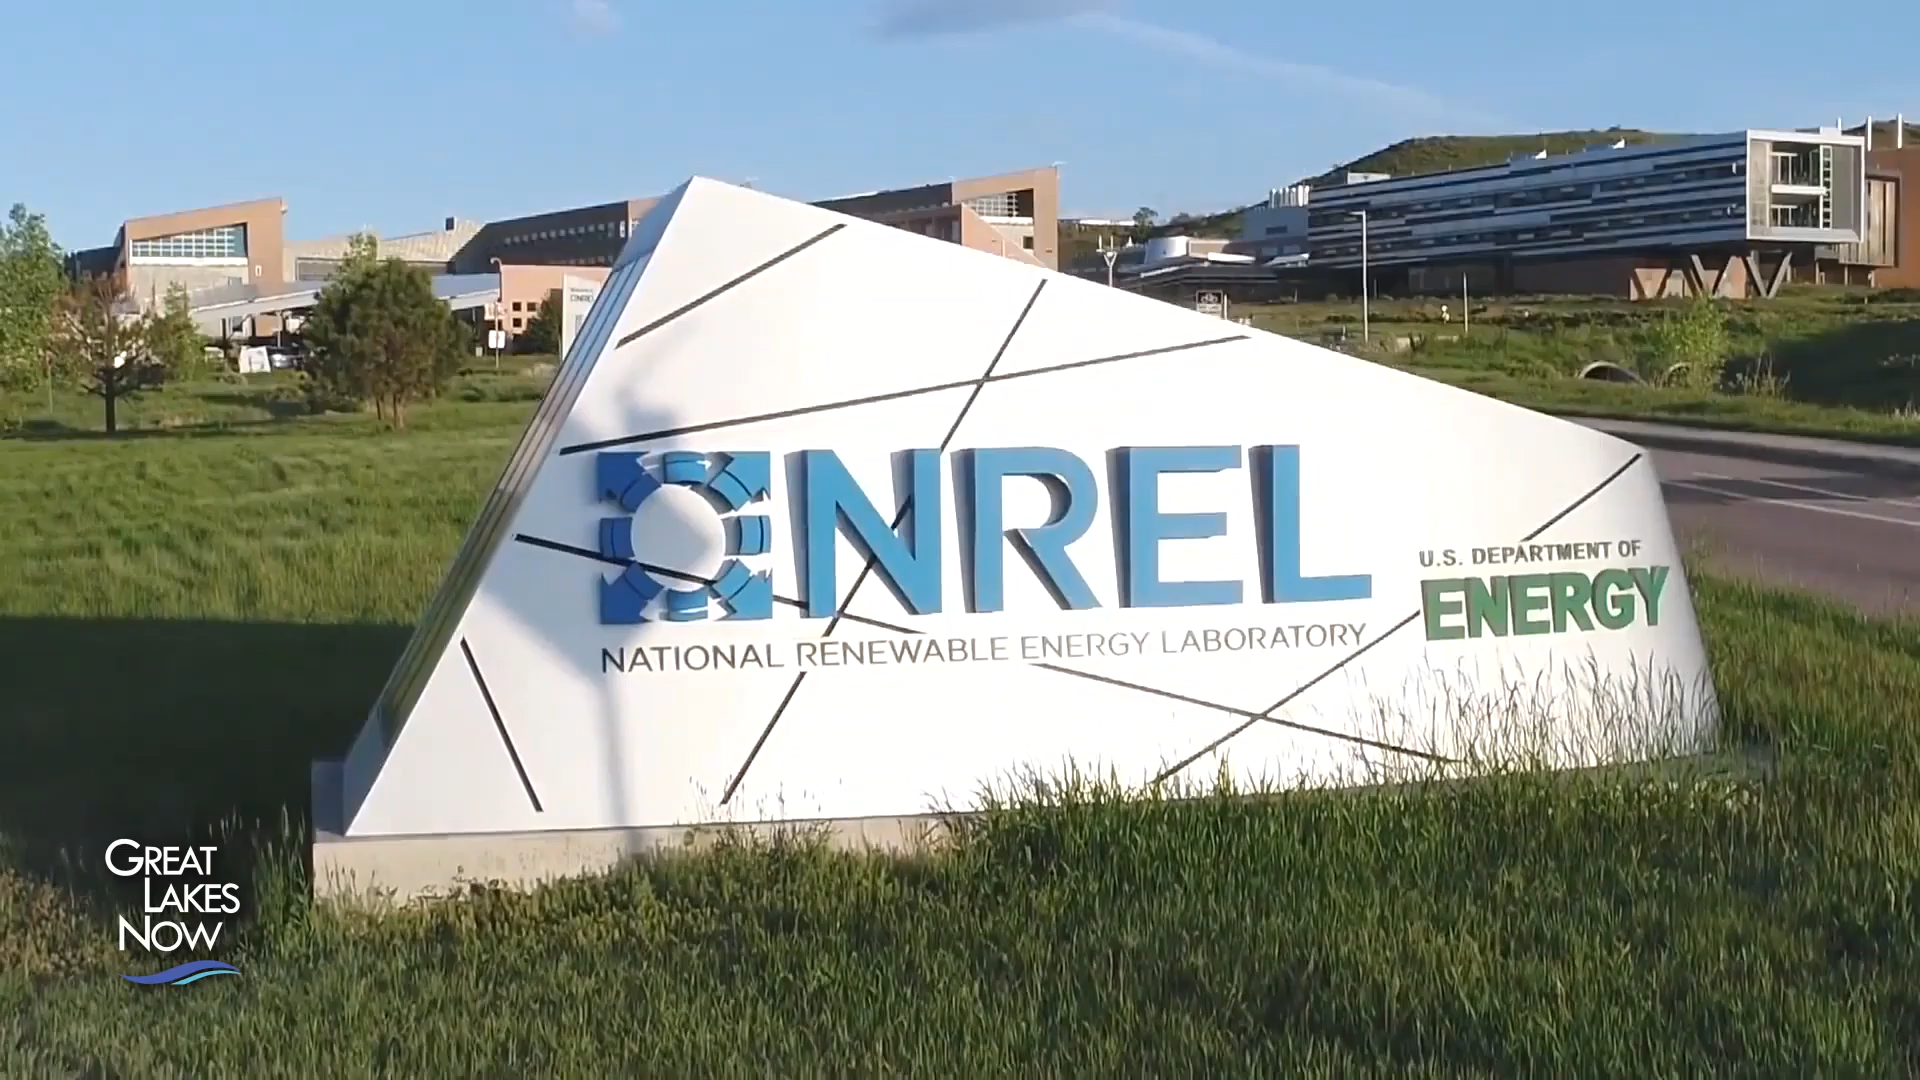 NREL
NATIONAL RENEWABLE ENERGY LABORATORY
U.S. DEPARTMENT OF
ENERGY
GREAT
LAKES
NOW